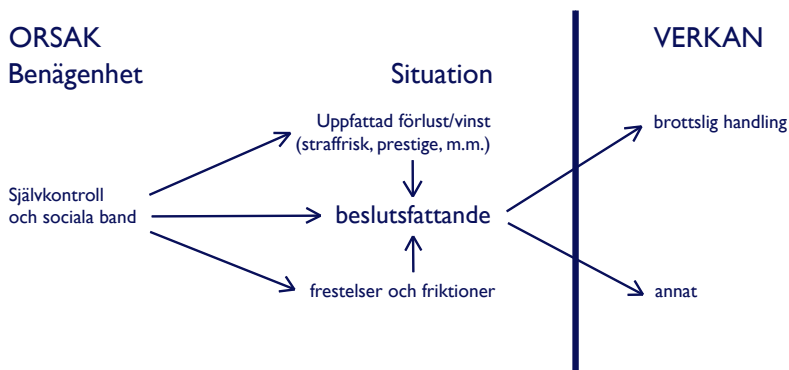 ORSAK
Benägenhet
Situation
VERKAN
Uppfattad förlust/vinst
(straffrisk, prestige, m.m.)
brottslig handling
Självkontroll
och sociala band
beslutsfattande
frestelser och friktioner
annat